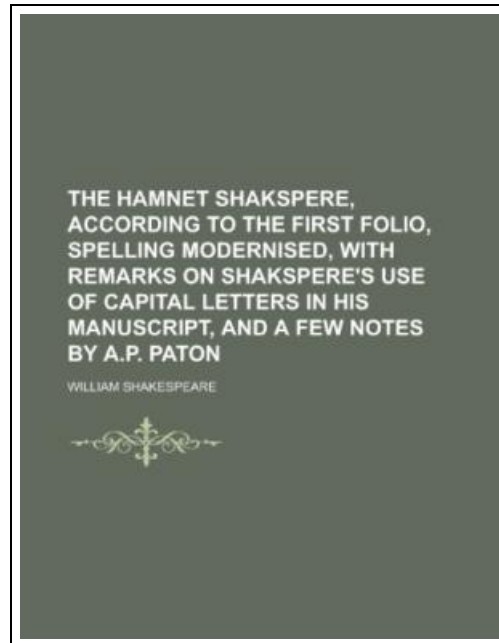 THE HAMNET SHAKSPERE,
ACCORDING TO THE FIRST FOLIO,
SPELLING MODERNISED, WITH
REMARKS ON SHAKSPERE'S USE
OF CAPITAL LETTERS IN HIS
MANUSCRIPT, AND A FEW NOTES
BY A.P. PATON
WILLIAM SHAKESPEARE